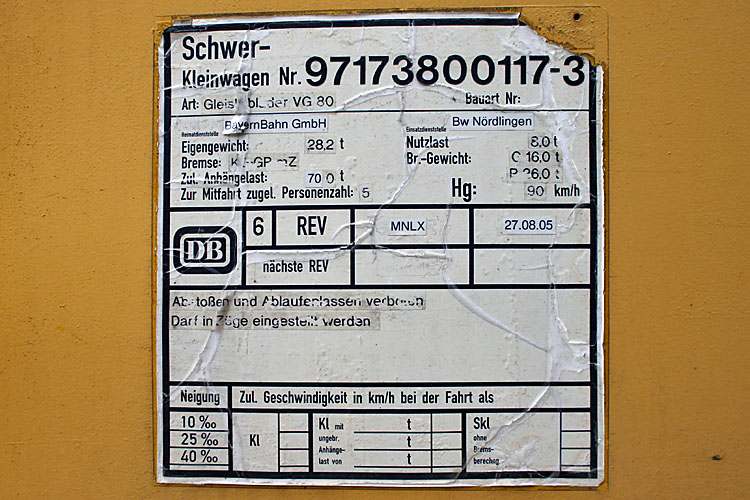 Schwer-
Kleinwagen Nr. 97173800117-3
Art: VG 80 Bauart Nr:
Heimatdienststelle BayernBahn GmbH Einsatzdienststelle Bw Nördlingen
Eigengewicht: 28,2 t Nutzlast 8,0 t
Bremse: mZ Br.-Gewicht: G 16,0 t
P 26,0 t
Zul. Anhängelast: 70,0 t
Zur Mitfahrt zugel. Personenzahl: 5 Hg: 90 km/h
DB 6 REV MNLX 27.08.05
nächste REV
Abstoßen und Ablaufenlassen verboten
Darf in Züge eingestellt werden
Neigung Zul. Geschwindigkeit in km/h bei der Fahrt als
10 ‰
25 ‰
40 ‰
Kl
Kl mit t
ungebr. t
Anhänge-
last von t
Skl
ohne
Brems-
berechng